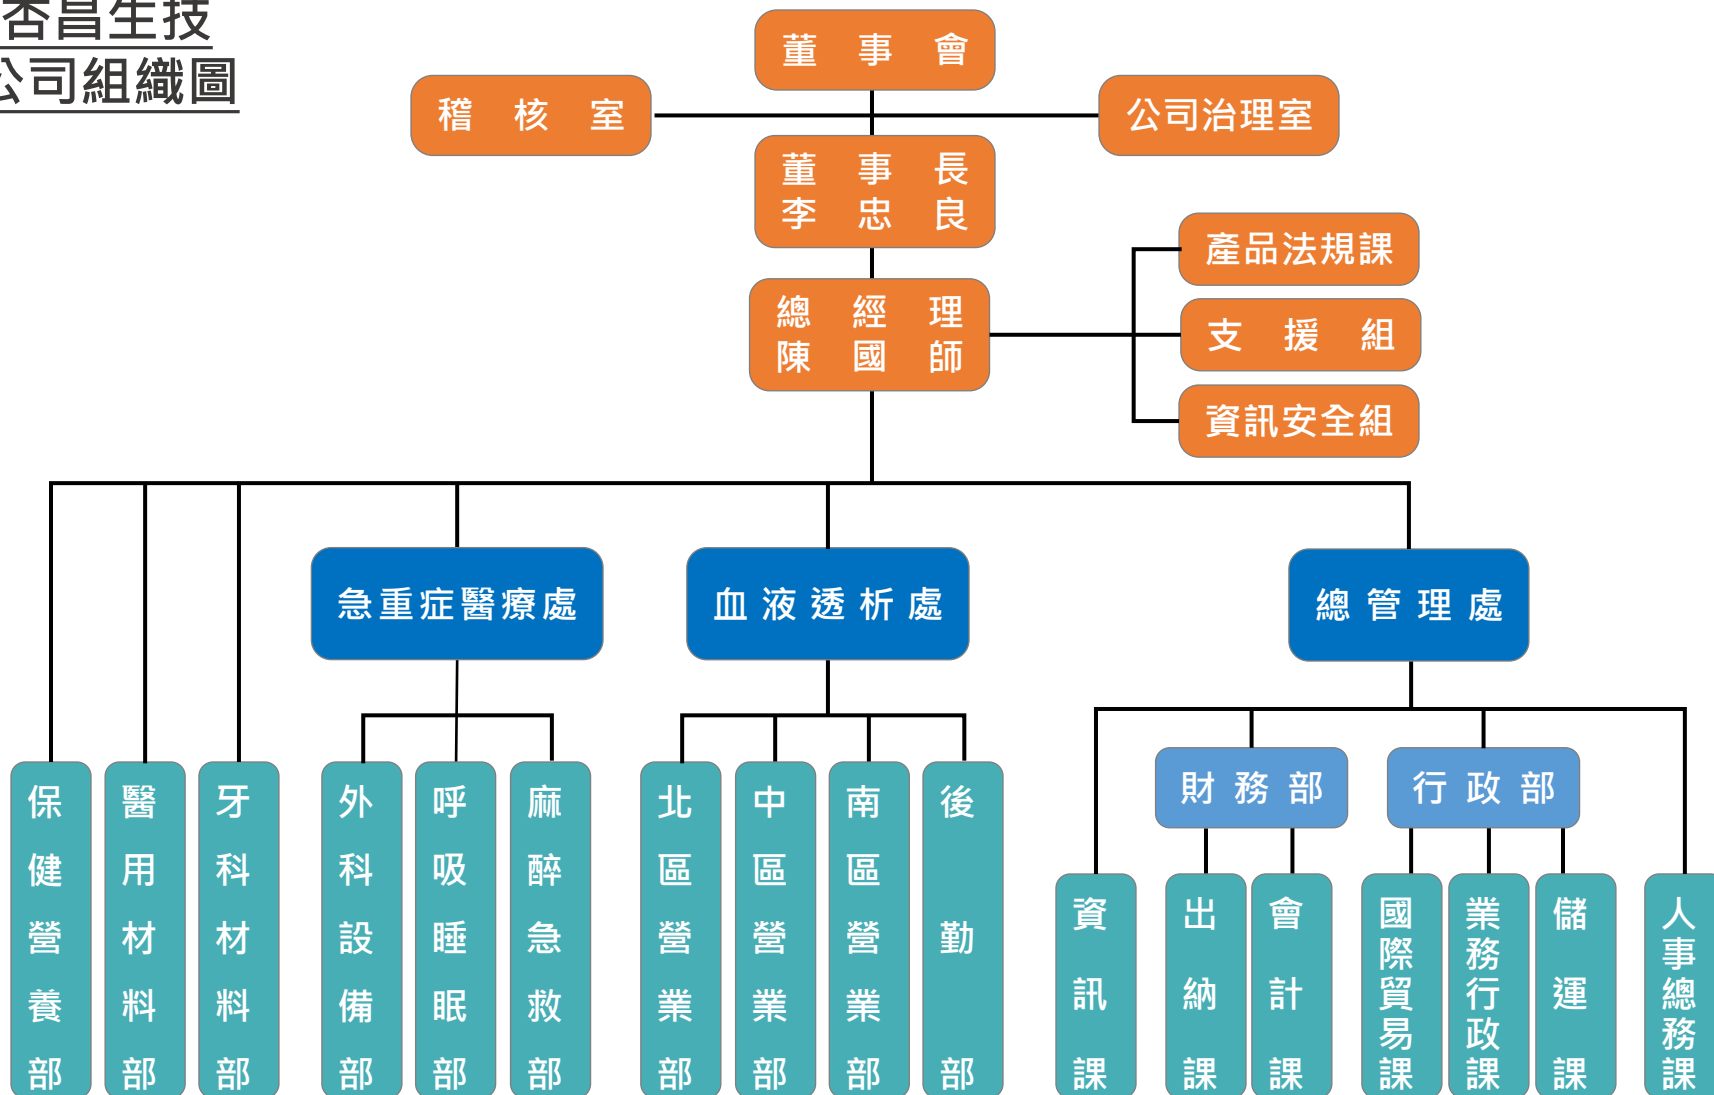 杏昌生技
公司組織圖
董事會
稽核室
公司治理室
董事長
李忠良
總經理
陳國師
產品法規課
支援組
資訊安全組
急重症醫療處
血液透析處
總管理處
財務部
行政部
保健營養部
醫用材料部
牙科材料部
外科設備部
呼吸睡眠部
麻醉急救部
北區營業部
中區營業部
南區營業部
後勤部
資訊課
出納課
會計課
國際貿易課
業務行政課
儲運課
人事總務課